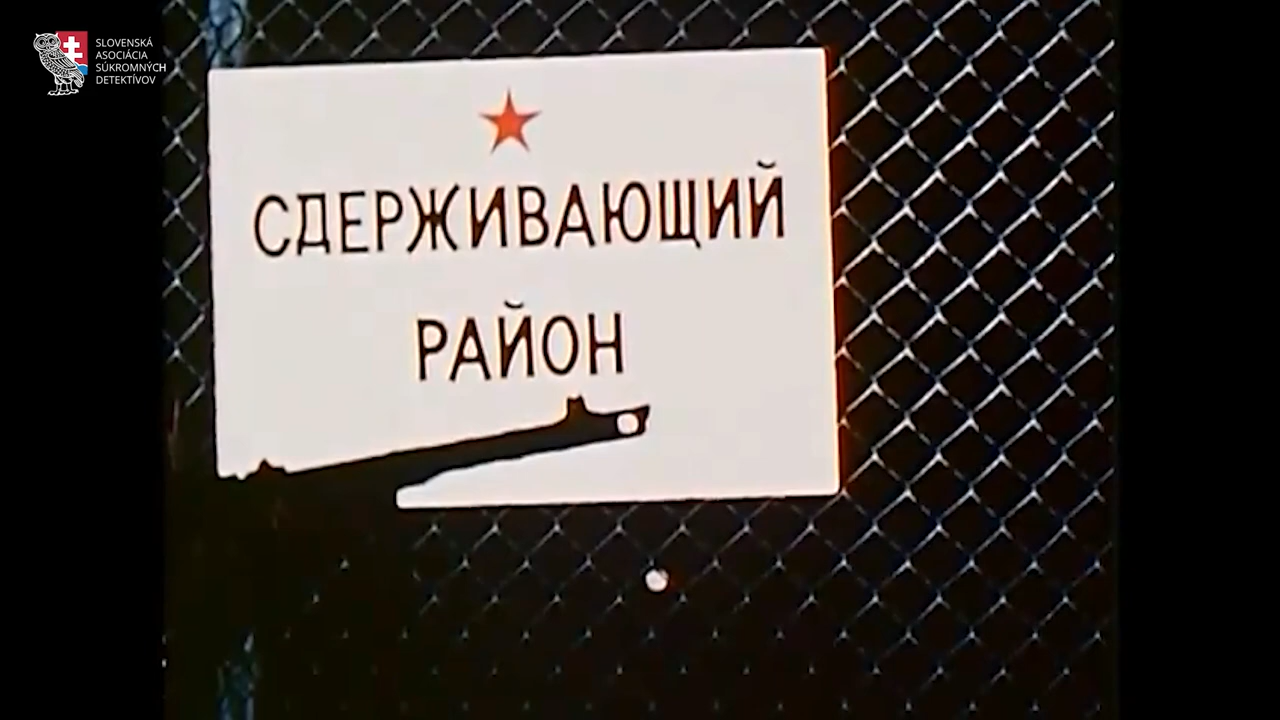 SLOVENSKÁ
ASOCIÁCIA
SÚKROMNÝCH
DETEKTÍVOV
СДЕРЖИВАЮЩИЙ
РАЙОН